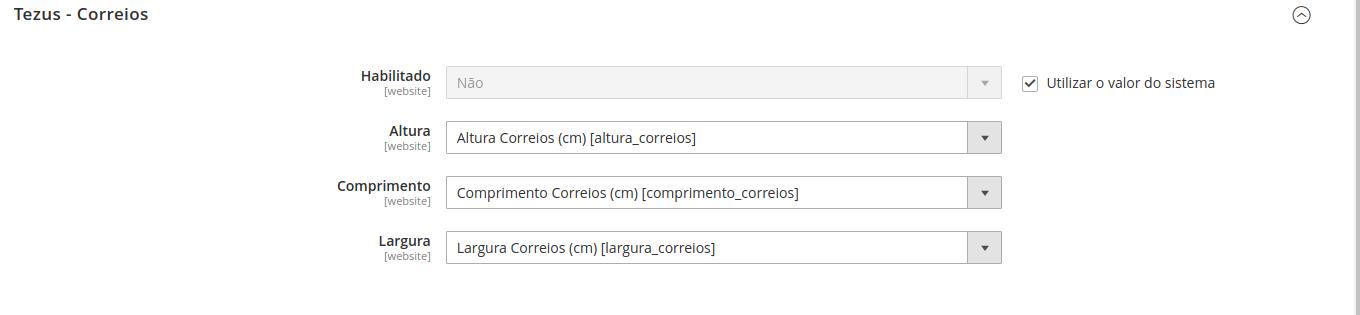 Tezus - Correios
Habilitado
[website]
Não
Utilizar o valor do sistema
Altura
[website]
Altura Correios (cm) [altura_correios]
Comprimento
[website]
Comprimento Correios (cm) [comprimento_correios]
Largura
[website]
Largura Correios (cm) [largura_correios]